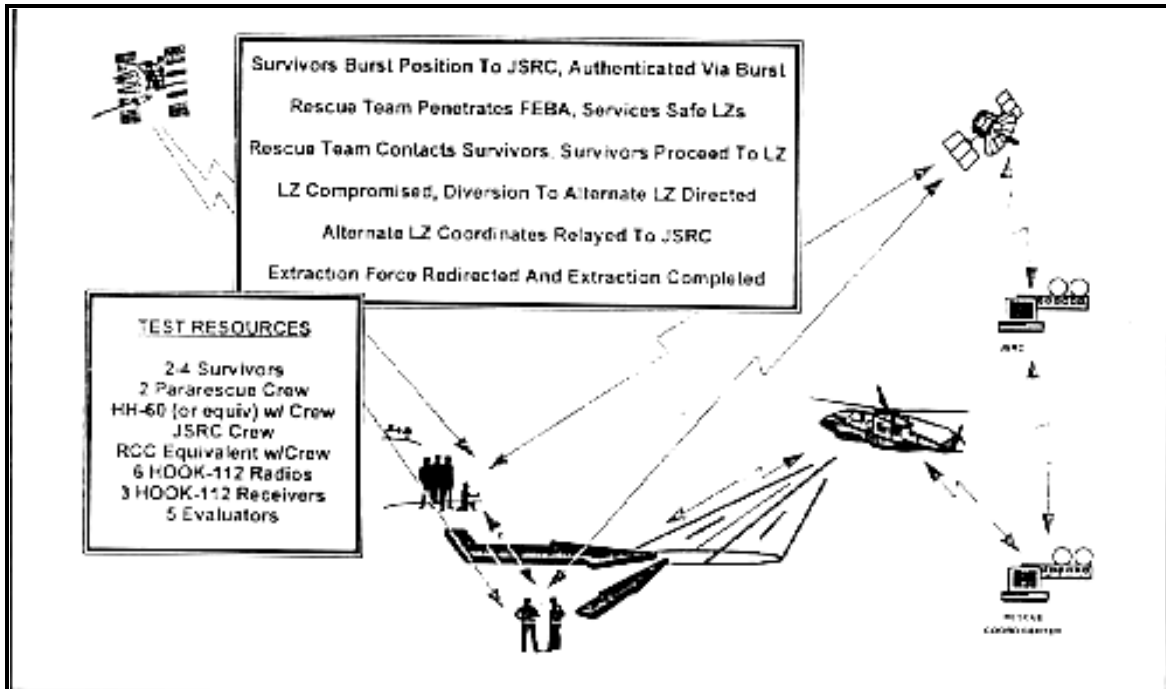 Survivors Burst Position To JSRC, Authenticated Via Burst
Rescue Team Penetrates FEBA, Services Safe LZs
Rescue Team Contacts Survivors, Survivors Proceed To LZ
LZ Compromised, Diversion To Alternate LZ Directed
Alternate LZ Coordinates Relayed To JSRC
Extraction Force Redirected And Extraction Completed
TEST RESOURCES
2-4 Survivors
2 Pararescue Crew
HH-60 (or equiv) w/ Crew
JSRC Crew
RCC Equivalent w/Crew
6 HOOK-112 Radios
3 HOOK-112 Receivers
5 Evaluators
JSRC
RESCUE